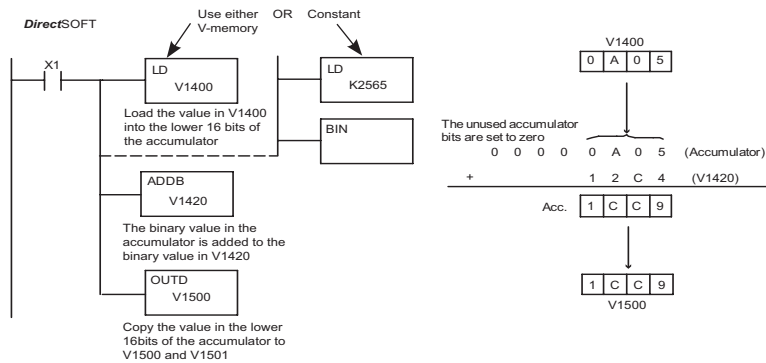 DirectSOFT
Use either OR Constant
V-memory
X1
LD
V1400
LD
K2565
Load the value in V1400
into the lower 16 bits of
the accumulator
BIN
ADDB
V1420
The binary value in the
accumulator is added to the
binary value in V1420
OUTD
V1500
Copy the value in the lower
16bits of the accumulator to
V1500 and V1501
V1400
0 A 0 5
The unused accumulator
bits are set to zero
0 0 0 0 0 A 0 5 (Accumulator)
+ 1 2 C 4 (V1420)
Acc. 1 C C 9
1 C C 9
V1500